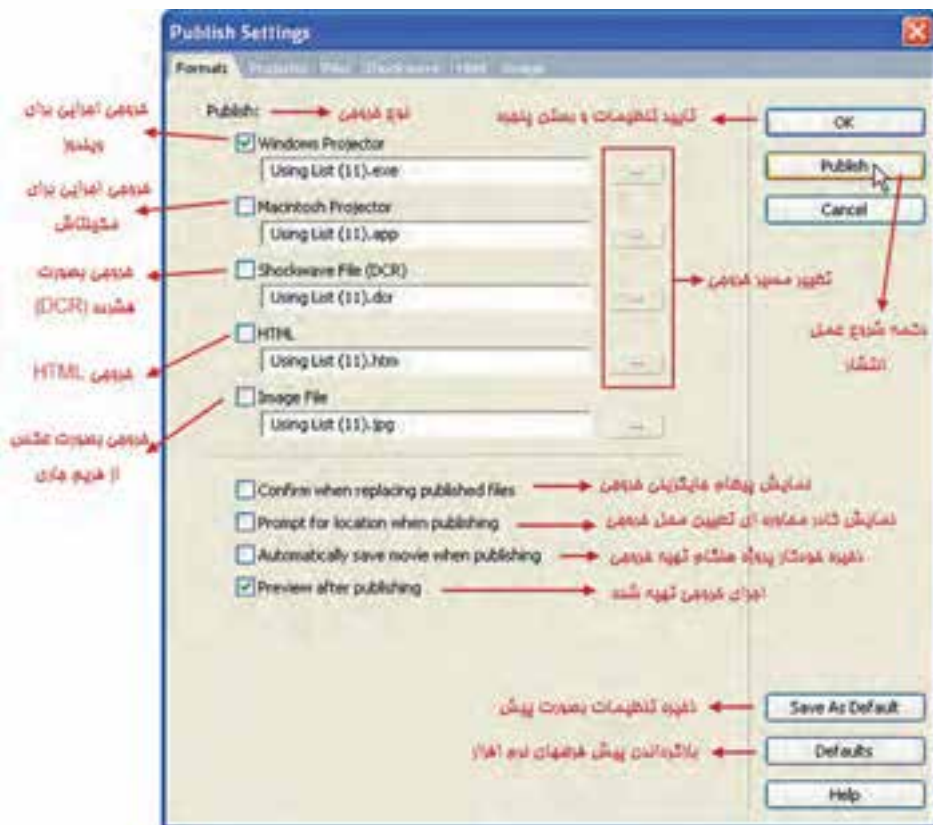 Publish Settings
Formats Projector Files Shockwave Html Image
Publish:
نوع خروجی
تایید تنظیمات و بستن پنجره
OK
خروجی اجرایی برای
ویندوز
Windows Projector
Using List (11).exe
...
Publish
خروجی اجرایی برای
مکینتاش
Macintosh Projector
Using List (11).app
...
Cancel
خروجی بصورت
فشرده (DCR)
Shockwave File (DCR)
Using List (11).dcr
...
تغییر مسیر خروجی
دکمه شروع عمل
انتشار
خروجی HTML
HTML
Using List (11).htm
...
خروجی بصورت عکس
از فریم جاری
Image File
Using List (11).jpg
...
Confirm when replacing published files
نمایش پیغام جایگزینی خروجی
Prompt for location when publishing
نمایش کادر محاوره ای تعیین محل خروجی
Automatically save movie when publishing
ذخیره خودکار پروژه هنگام تهیه خروجی
Preview after publishing
اجرای خروجی تهیه شده
ذخیره تنظیمات بصورت پیش
Save As Default
بازگرداندن پیش فرضهای نرم افزار
Defaults
Help